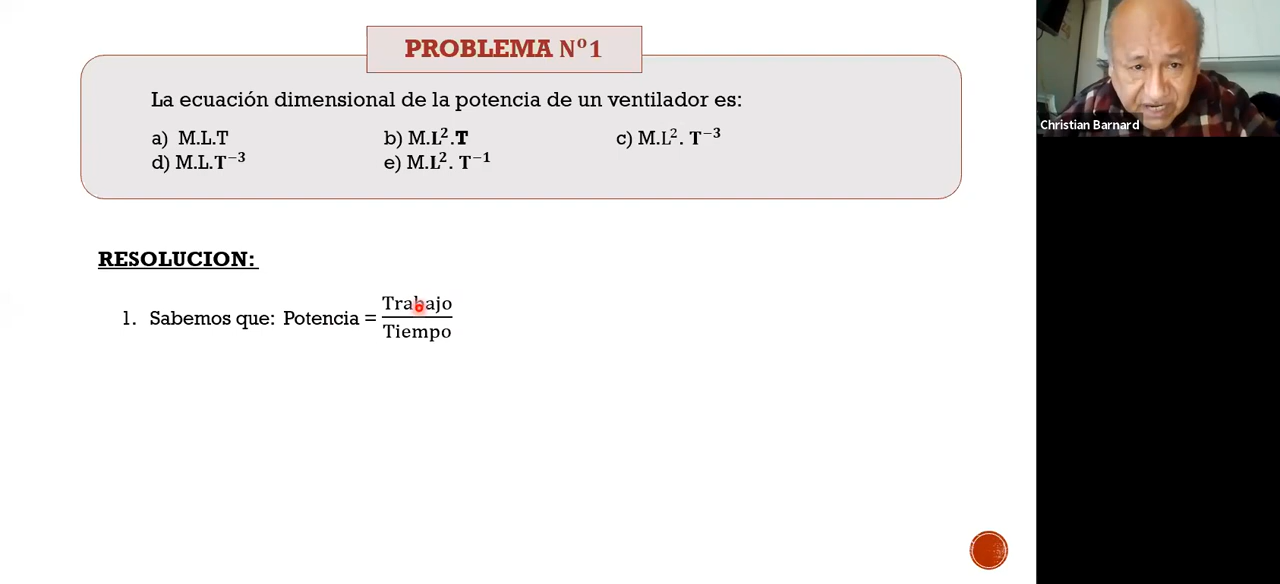 PROBLEMA Nº1
La ecuación dimensional de la potencia de un ventilador es:
a) M.L.T b) M.L².T c) M.L². T⁻³
d) M.L.T⁻³ e) M.L². T⁻¹
RESOLUCION:
1. Sabemos que: Potencia = Trabajo
Tiempo
Christian Barnard